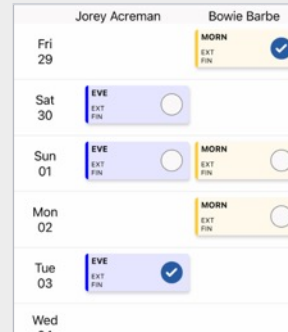 Jorey Acreman Bowie Barbe
Fri
29
MORN
EXT
FIN
Sat
30
EVE
EXT
FIN
Sun
01
EVE
EXT
FIN
MORN
EXT
FIN
Mon
02
MORN
EXT
FIN
Tue
03
EVE
EXT
FIN
Wed